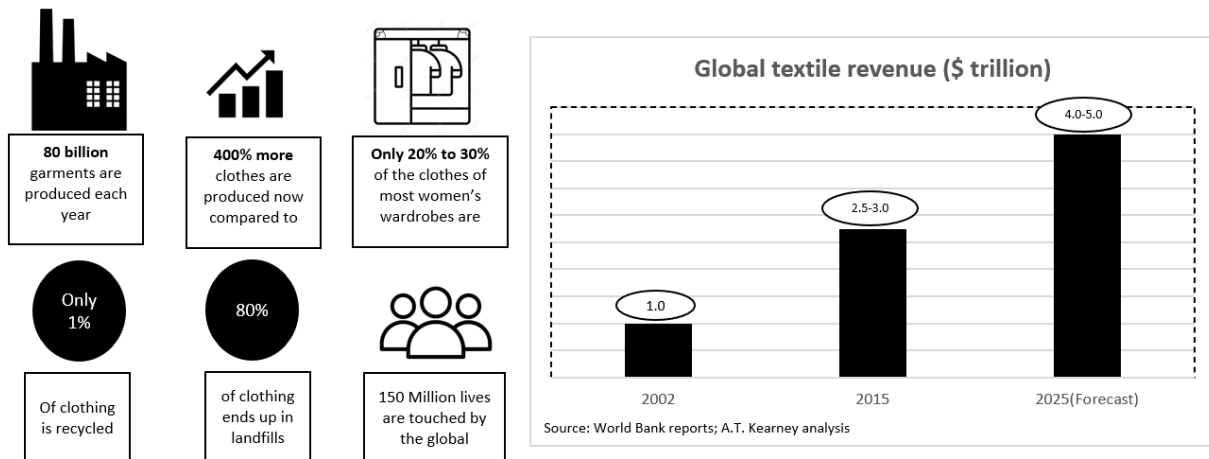 80 billion
garments are
produced each
year
400% more
clothes are
produced now
compared to
Only 20% to 30%
of the clothes of
most women's
wardrobes are
Only
1%
80%
Of clothing
is recycled
of clothing
ends up in
landfills
150 Million lives
are touched by
the global
Global textile revenue ($ trillion)
1.0
2.5-3.0
4.0-5.0
2002
2015
2025(Forecast)
Source: World Bank reports; A.T. Kearney analysis